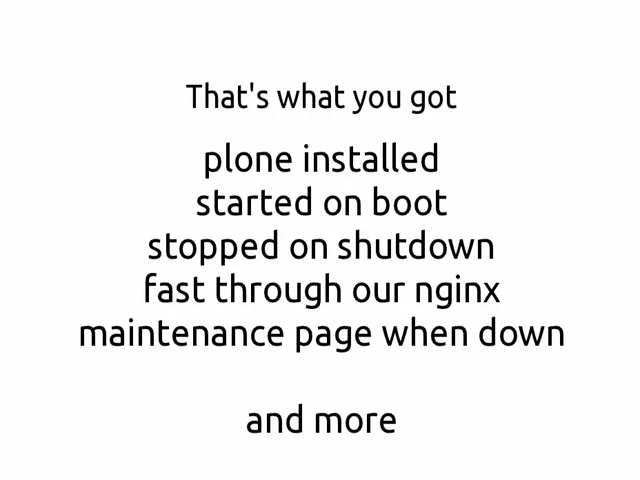 That's what you got
plone installed
started on boot
stopped on shutdown
fast through our nginx
maintenance page when down
and more